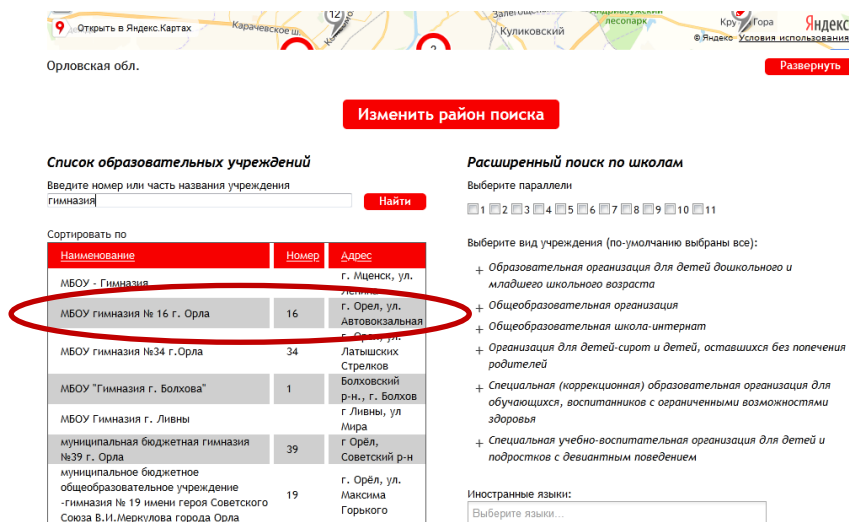 Залегощенс
лесопарк
Кру Гора
Яндекс
12
Открыть в Яндекс.Картах
Карачевское ш.
Куликовский
2
© Яндекс Условия использования
Орловская обл.
Развернуть
Изменить район поиска
Список образовательных учреждений
Введите номер или часть названия учреждения
гимназия
Найти
Сортировать по
Наименование Номер Адрес
МБОУ - Гимназия г. Мценск, ул.
МБОУ гимназия № 16 г. Орла 16 г. Орел, ул.
Автовокзальная
МБОУ гимназия №34 г.Орла 34 г. Орел, ул.
Латышских
Стрелков
МБОУ "Гимназия г. Болхова" 1 Болховский
р-н., г. Болхов
МБОУ Гимназия г. Ливны г Ливны, ул
Мира
муниципальная бюджетная гимназия
№39 г. Орла 39 г Орёл,
Советский р-н
муниципальное бюджетное
общеобразовательное учреждение
-гимназия № 19 имени героя Советского
Союза В.И.Меркулова города Орла 19 г. Орёл, ул.
Максима
Горького
Расширенный поиск по школам
Выберите параллели
1 2 3 4 5 6 7 8 9 10 11
Выберите вид учреждения (по-умолчанию выбраны все):
+ Образовательная организация для детей дошкольного и
младшего школьного возраста
+ Общеобразовательная организация
+ Общеобразовательная школа-интернат
+ Организация для детей-сирот и детей, оставшихся без попечения
родителей
+ Специальная (коррекционная) образовательная организация для
обучающихся, воспитанников с ограниченными возможностями
здоровья
+ Специальная учебно-воспитательная организация для детей и
подростков с девиантным поведением
Иностранные языки:
Выберите языки...